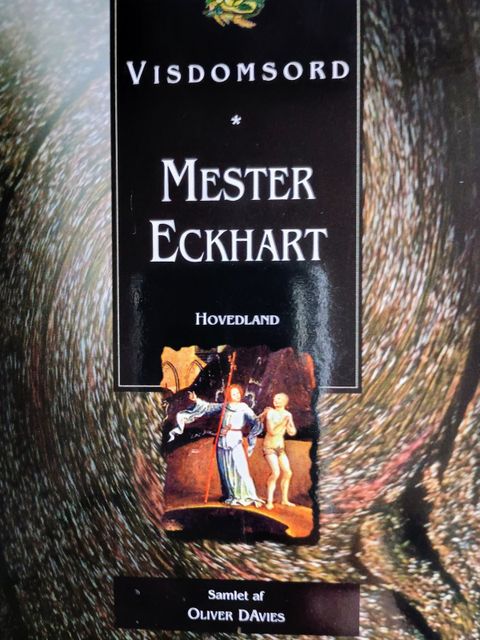 VISDOMSORD
*
MESTER
ECKHART
HOVEDLAND
Samlet af
OLIVER DAVIES